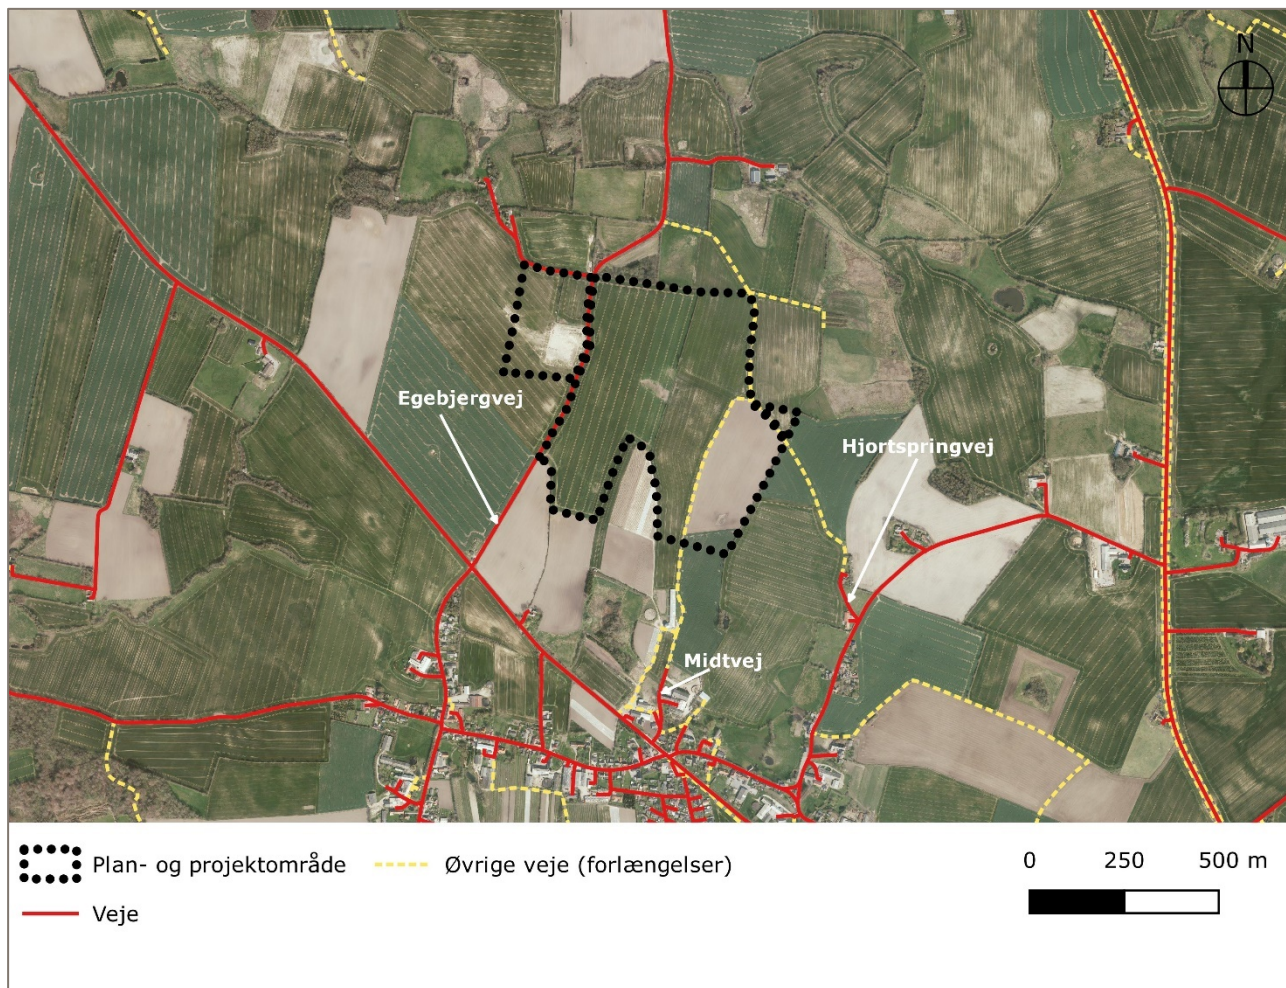 N
Egebjergvej
Hjortspringvej
Midtvej
Plan- og projektområde
Øvrige veje (forlængelser)
0 250 500 m
Veje